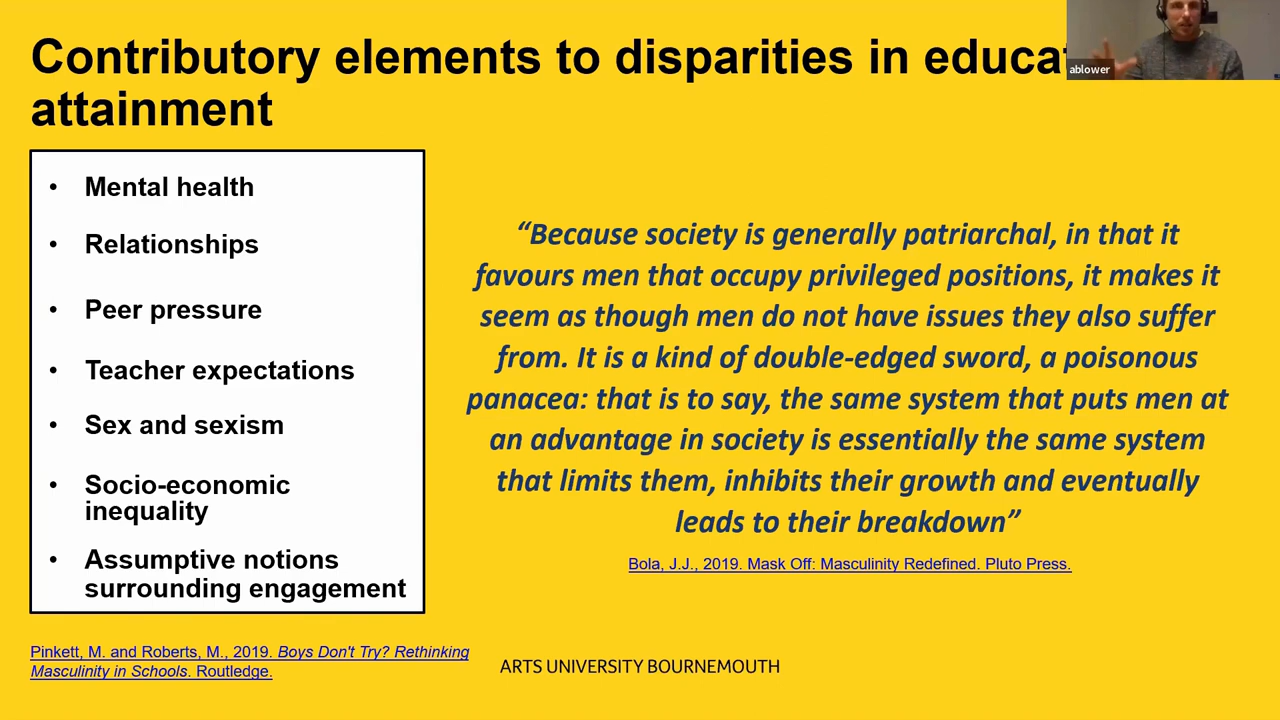 Contributory elements to disparities in educa
attainment
ablower
• Mental health
• Relationships
• Peer pressure
• Teacher expectations
• Sex and sexism
• Socio-economic
inequality
• Assumptive notions
surrounding engagement
“Because society is generally patriarchal, in that it
favours men that occupy privileged positions, it makes it
seem as though men do not have issues they also suffer
from. It is a kind of double-edged sword, a poisonous
panacea: that is to say, the same system that puts men at
an advantage in society is essentially the same system
that limits them, inhibits their growth and eventually
leads to their breakdown”
Bola, J.J., 2019. Mask Off: Masculinity Redefined. Pluto Press.
Pinkett, M. and Roberts, M., 2019. Boys Don't Try? Rethinking
Masculinity in Schools. Routledge.
ARTS UNIVERSITY BOURNEMOUTH